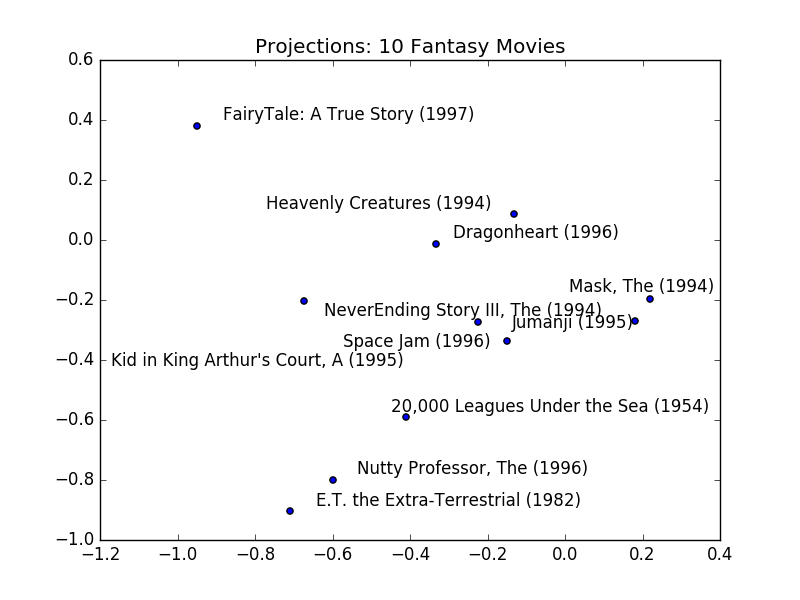 Projections: 10 Fantasy Movies
0.6
FairyTale: A True Story (1997)
0.4
0.2
Heavenly Creatures (1994)
Dragonheart (1996)
0.0
Mask, The (1994)
−0.2
NeverEnding Story III, The (1994)
Jumanji (1995)
Space Jam (1996)
Kid in King Arthur's Court, A (1995)
−0.4
20,000 Leagues Under the Sea (1954)
−0.6
Nutty Professor, The (1996)
−0.8
E.T. the Extra-Terrestrial (1982)
−1.0
−1.2 −1.0 −0.8 −0.6 −0.4 −0.2 0.0 0.2 0.4